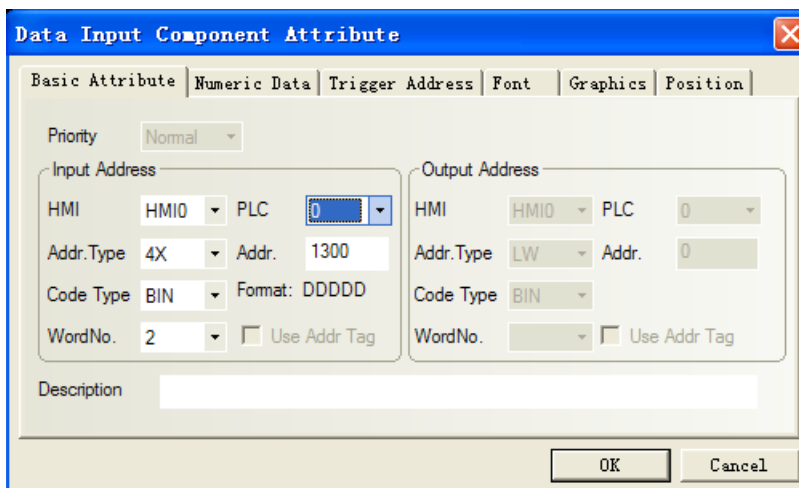 Data Input Component Attribute
Basic Attribute Numeric Data Trigger Address Font Graphics Position
Priority Normal
Input Address
HMI HMI0 PLC 0
Addr.Type 4X Addr. 1300
Code Type BIN Format: DDDDD
WordNo. 2 Use Addr Tag
Output Address
HMI HMI0 PLC 0
Addr.Type LW Addr. 0
Code Type BIN
WordNo. Use Addr Tag
Description
OK Cancel